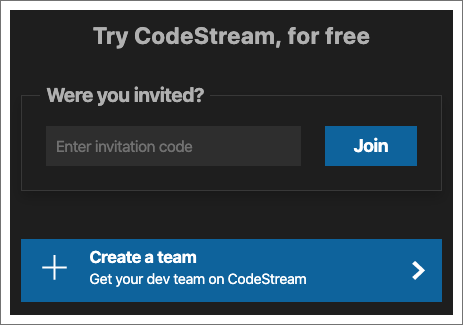 Try CodeStream, for free
Were you invited?
Enter invitation code
Join
Create a team
Get your dev team on CodeStream